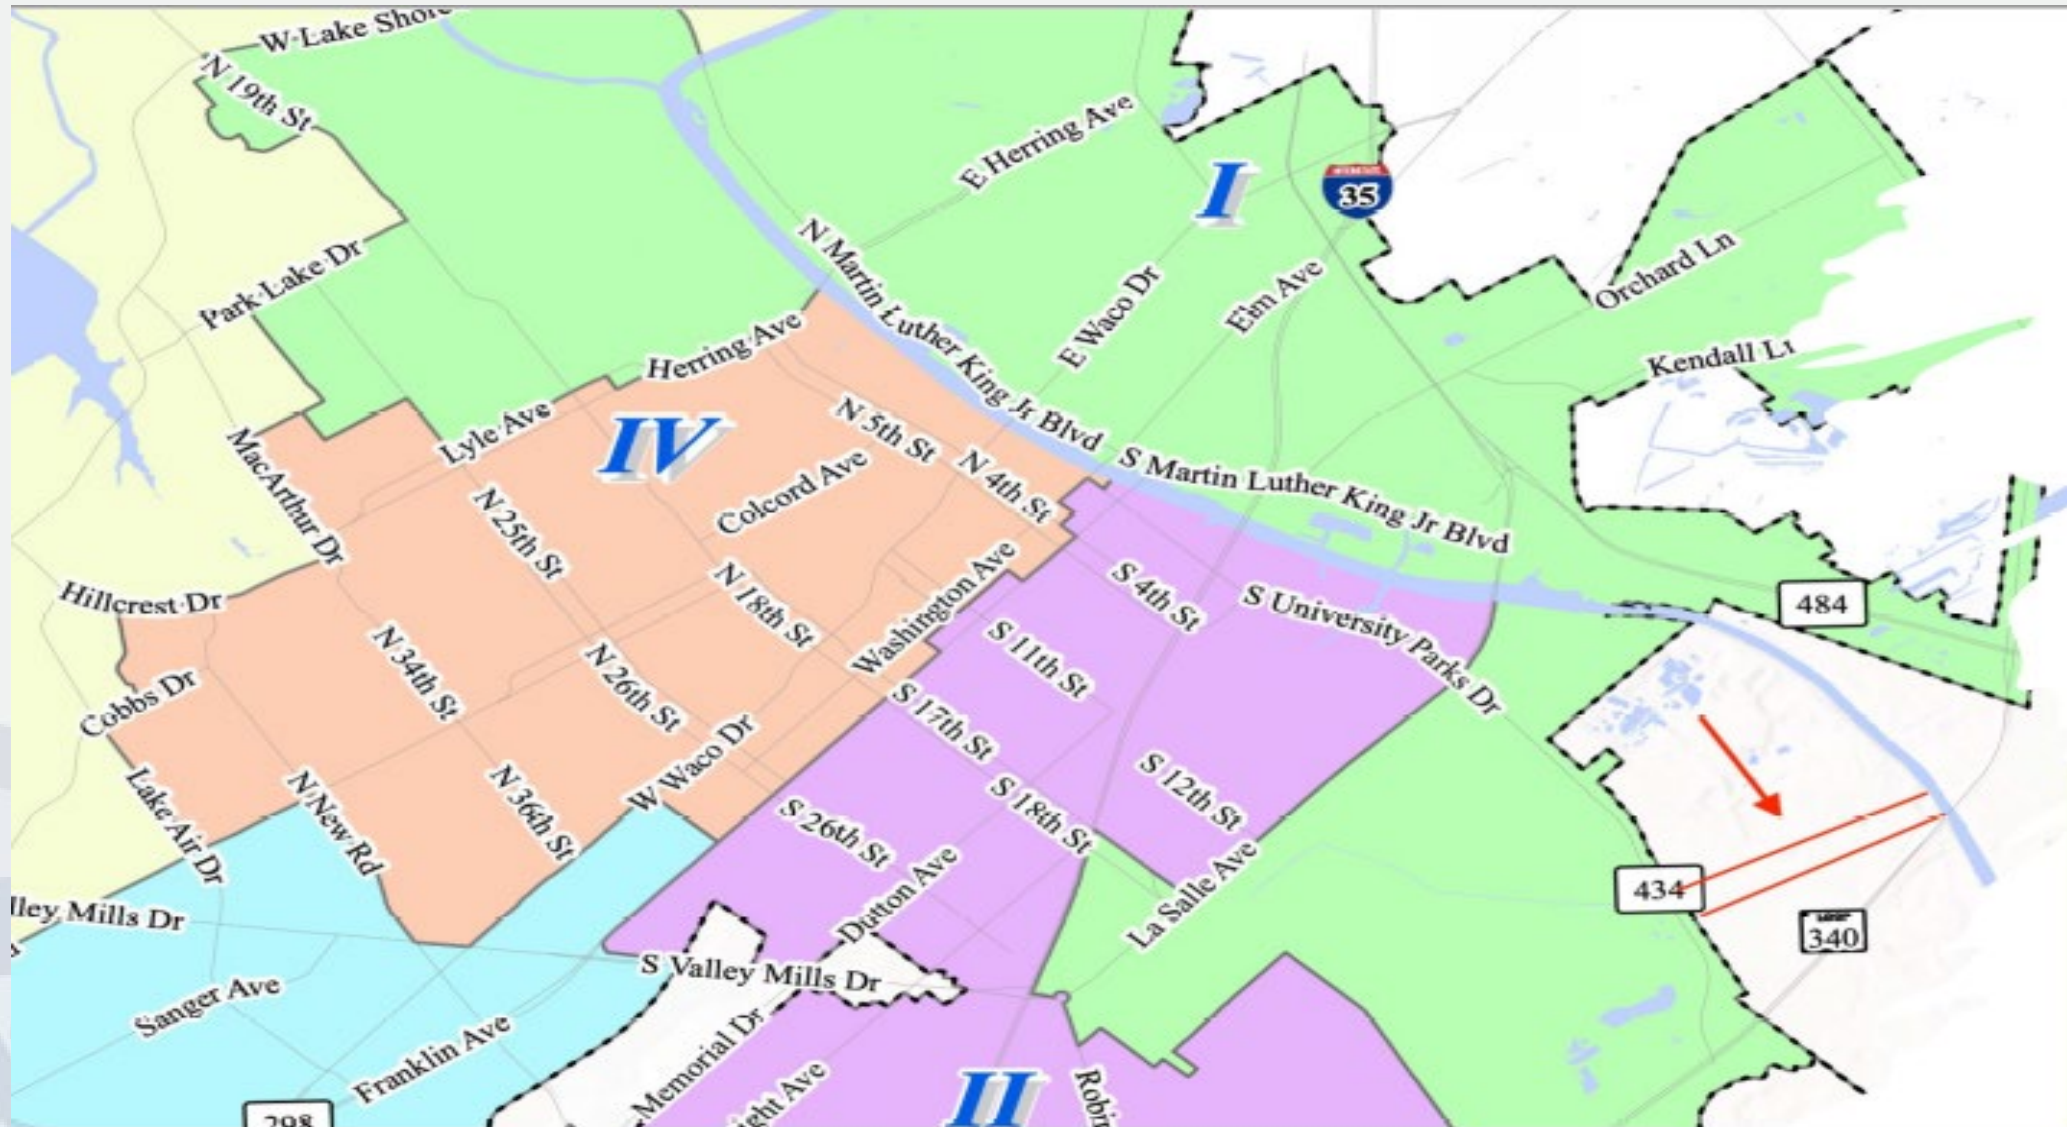 W Lake Shore
N 19th St
E Herring Ave
I
35
N Martin Luther King Jr Blvd
Park Lake Dr
Orchard Ln
E Waco Dr
Elm Ave
Herring Ave
Kendall
Lyle Ave
IV
N 5th St
MacArthur Dr
Colcord Ave
N 4th St
S Martin Luther King Jr Blvd
N 25th St
Hillcrest Dr
N 18th St
Washington Ave
S 4th St
S University Parks Dr
484
N 34th St
N 26th St
S 11th St
Cobbs Dr
S 17th St
W Waco Dr
S 12th St
Lake Air Dr
N New Rd
N 36th St
S 26th St
S 18th St
Dutton Ave
La Salle Ave
434
lley Mills Dr
LOOP
340
S Valley Mills Dr
Sanger Ave
Franklin Ave
Memorial Dr
ight Ave
II
Robin
298